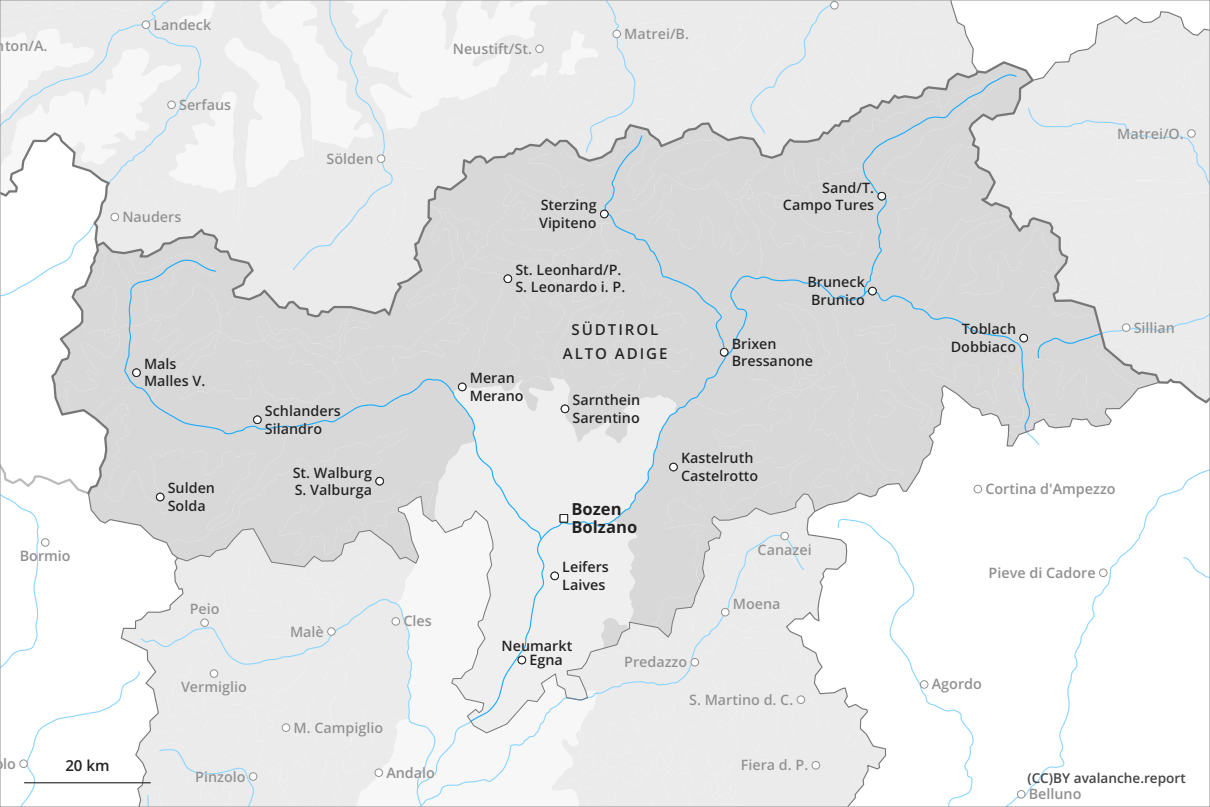 Landeck
nton/A.
Neustift/St.
Matrei/B.
Serfaus
Matrei/O.
Sölden
Sand/T.
Campo Tures
Nauders
Sterzing
Vipiteno
St. Leonhard/P.
S. Leonardo i. P.
Bruneck
Brunico
SÜDTIROL
ALTO ADIGE
Toblach
Dobbiaco
Sillian
Brixen
Bressanone
Mals
Malles V.
Meran
Merano
Sarnthein
Sarentino
Schlanders
Silandro
Kastelruth
Castelrotto
St. Walburg
S. Valburga
Sulden
Solda
Cortina d'Ampezzo
Bozen
Bolzano
Bormio
Canazei
Leifers
Laives
Pieve di Cadore
Peio
Moena
Malè
Cles
Neumarkt
Egna
Predazzo
Vermiglio
Agordo
S. Martino d. C.
M. Campiglio
olo
20 km
Pinzolo
Andalo
Fiera d. P.
(CC)BY avalanche.report
Belluno